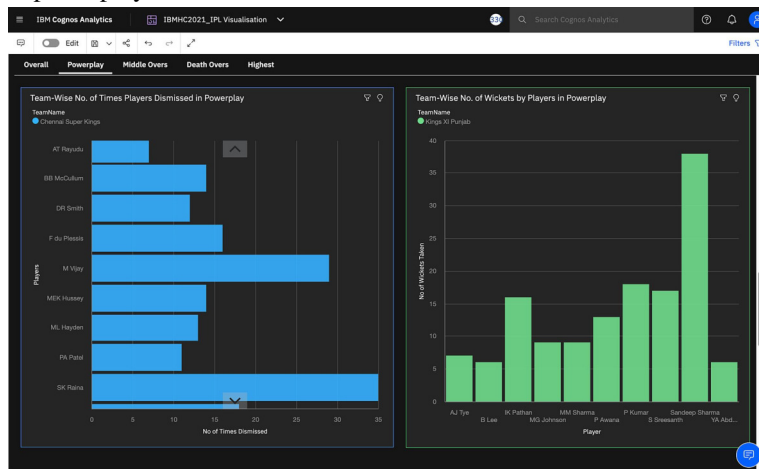 IBM Cognos Analytics
IBMHC2021_IPL Visualisation
Search Cognos Analytics
Edit
Filters
Overall
Powerplay
Middle Overs
Death Overs
Highest
Team-Wise No. of Times Players Dismissed in Powerplay
TeamName
Chennai Super Kings
AT Rayudu
BB McCullum
DR Smith
F du Plessis
M Vijay
MEK Hussey
ML Hayden
PA Patel
SK Raina
Players
0 5 10 15 20 25 30 35
No of Times Dismissed
Team-Wise No. of Wickets by Players in Powerplay
TeamName
Kings XI Punjab
40
35
30
25
20
15
10
5
0
No of Wickets Taken
AJ Tye IK Pathan MM Sharma P Kumar Sandeep Sharma
B Lee MG Johnson P Awana S Sreesanth YA Abd...
Player